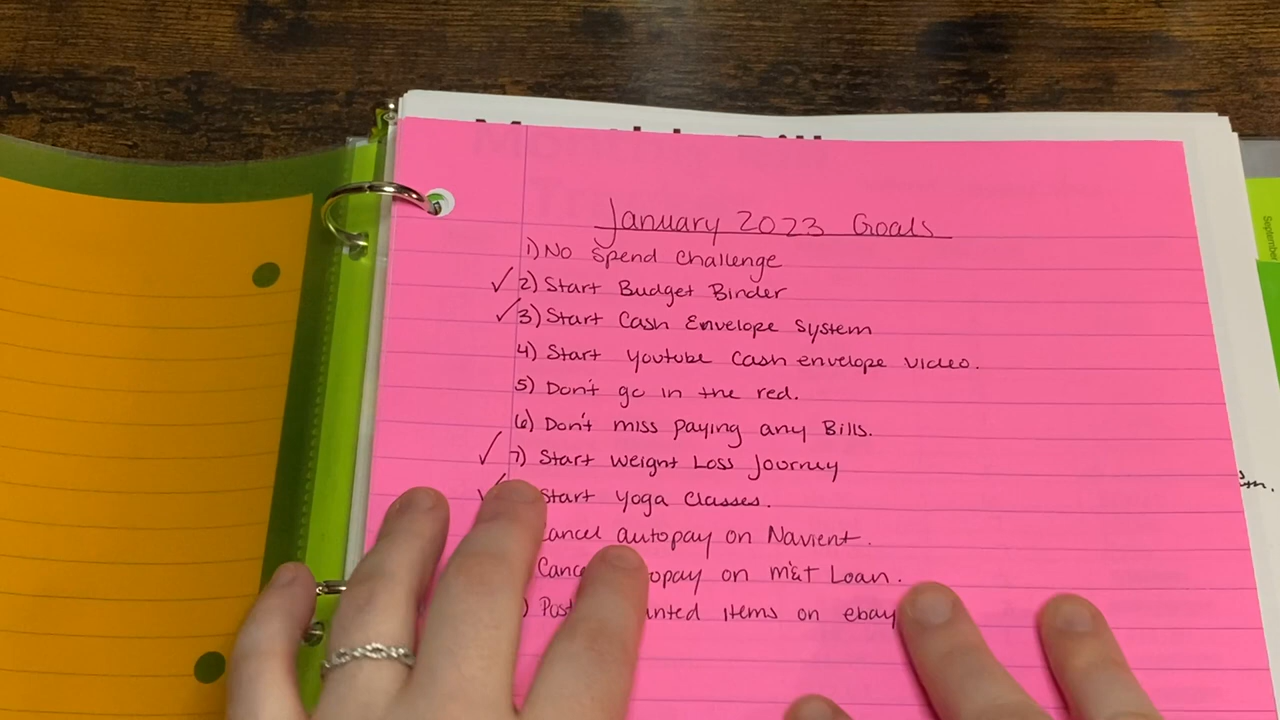 January 2023 Goals
1) No Spend Challenge
✓ 2) Start Budget Binder
✓ 3) Start Cash Envelope System
4) Start Youtube Cash envelope video.
5) Don't go in the red.
6) Don't miss paying any Bills.
✓ 7) Start Weight Loss Journey
✓ Start Yoga Classes.
autopay on Navient.
on M&T Loan.
items on ebay
September